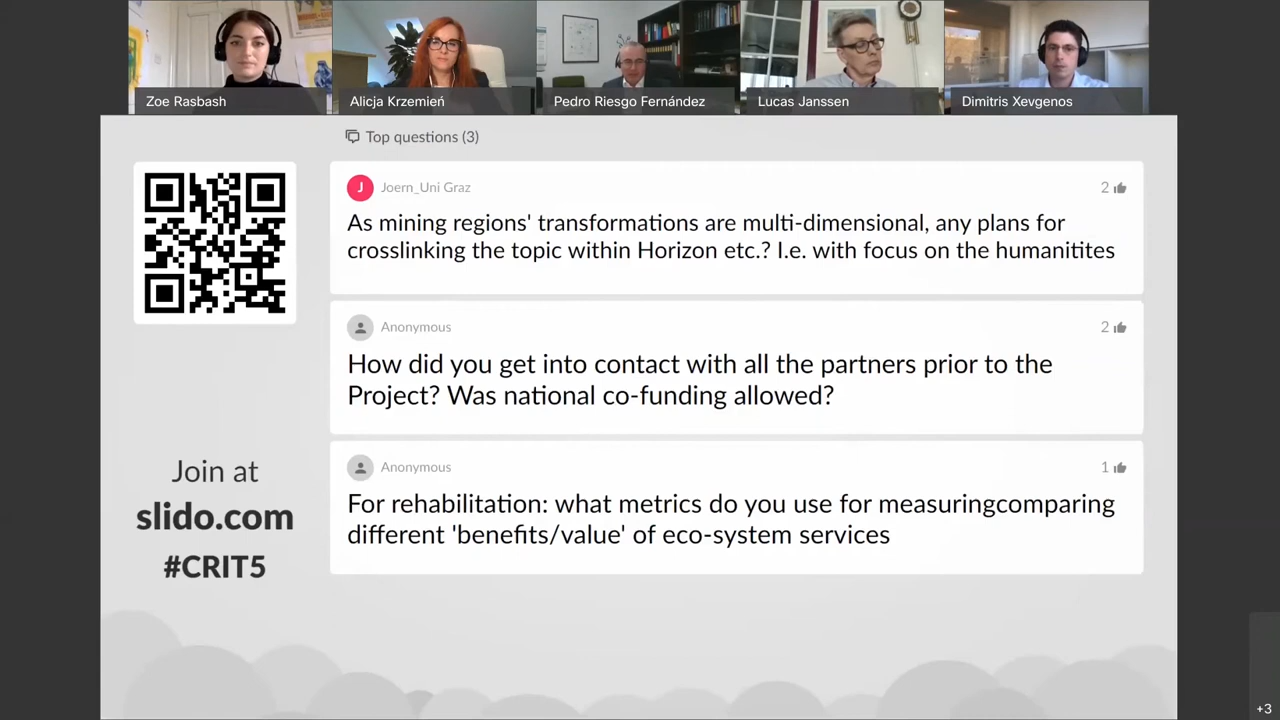 Zoe Rasbash
Alicja Krzemień
Pedro Riesgo Fernández
Lucas Janssen
Dimitris Xevgenos
Top questions (3)
J
Joern_Uni Graz
2
As mining regions' transformations are multi-dimensional, any plans for
crosslinking the topic within Horizon etc.? I.e. with focus on the humanitites
Anonymous
2
How did you get into contact with all the partners prior to the
Project? Was national co-funding allowed?
Anonymous
1
For rehabilitation: what metrics do you use for measuringcomparing
different 'benefits/value' of eco-system services
Join at
slido.com
#CRIT5
+3